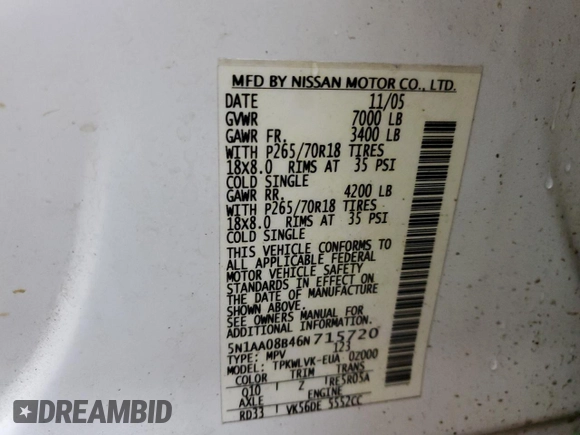 MFD BY NISSAN MOTOR CO., LTD.
DATE 11/05
GVWR 7000 LB
GAWR FR. 3400 LB
WITH P265/70R18 TIRES
18X8.0 RIMS AT 35 PSI
COLD SINGLE
GAWR RR. 4200 LB
WITH P265/70R18 TIRES
18X8.0 RIMS AT 35 PSI
COLD SINGLE
THIS VEHICLE CONFORMS TO
ALL APPLICABLE FEDERAL
MOTOR VEHICLE SAFETY
STANDARDS IN EFFECT ON
THE DATE OF MANUFACTURE
SHOWN ABOVE.
SEE OWNERS MANUAL FOR
ADDITIONAL INFORMATION.
5N1AA08B46N715720
TYPE: MPV 123
MODEL: TPKWLVK-EUA 02000
COLOR TRIM TRANS
Q10 Z RE5R05A
AXLE ENGINE
RD33 VK56DE 5552CC
DREAMBID
DREAMBID